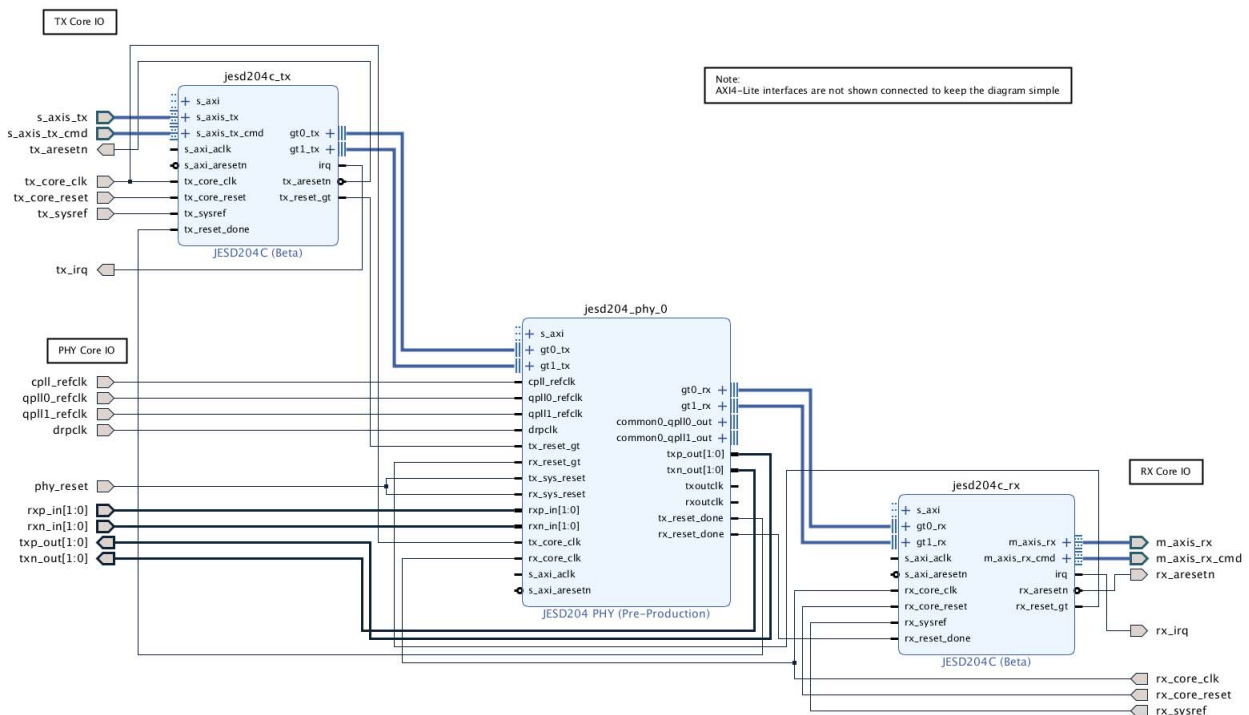 TX Core IO
jesd204c_tx
Note:
AXI4-Lite interfaces are not shown connected to keep the diagram simple
s_axis_tx
s_axis_tx_cmd
tx_aresetn
tx_core_clk
tx_core_reset
tx_sysref
tx_irq
s_axi
s_axis_tx
s_axis_tx_cmd
s_axi_aclk
s_axi_aresetn
tx_core_clk
tx_core_reset
tx_sysref
tx_reset_done
gt0_tx
gt1_tx
irq
tx_aresetn
tx_reset_gt
JESD204C (Beta)
PHY Core IO
cpll_refclk
qpll0_refclk
qpll1_refclk
drpclk
phy_reset
rxp_in[1:0]
rxn_in[1:0]
txp_out[1:0]
txn_out[1:0]
jesd204_phy_0
s_axi
gt0_tx
gt1_tx
cpll_refclk
qpll0_refclk
qpll1_refclk
drpclk
tx_reset_gt
rx_reset_gt
tx_sys_reset
rx_sys_reset
rxp_in[1:0]
rxn_in[1:0]
tx_core_clk
rx_core_clk
s_axi_aclk
s_axi_aresetn
gt0_rx
gt1_rx
common0_qpll0_out
common0_qpll1_out
txp_out[1:0]
txn_out[1:0]
txoutclk
rxoutclk
tx_reset_done
rx_reset_done
JESD204 PHY (Pre-Production)
RX Core IO
jesd204c_rx
s_axi
gt0_rx
gt1_rx
s_axi_aclk
s_axi_aresetn
rx_core_clk
rx_core_reset
rx_sysref
rx_reset_done
m_axis_rx
m_axis_rx_cmd
irq
rx_aresetn
rx_reset_gt
JESD204C (Beta)
m_axis_rx
m_axis_rx_cmd
rx_aresetn
rx_irq
rx_core_clk
rx_core_reset
rx_sysref